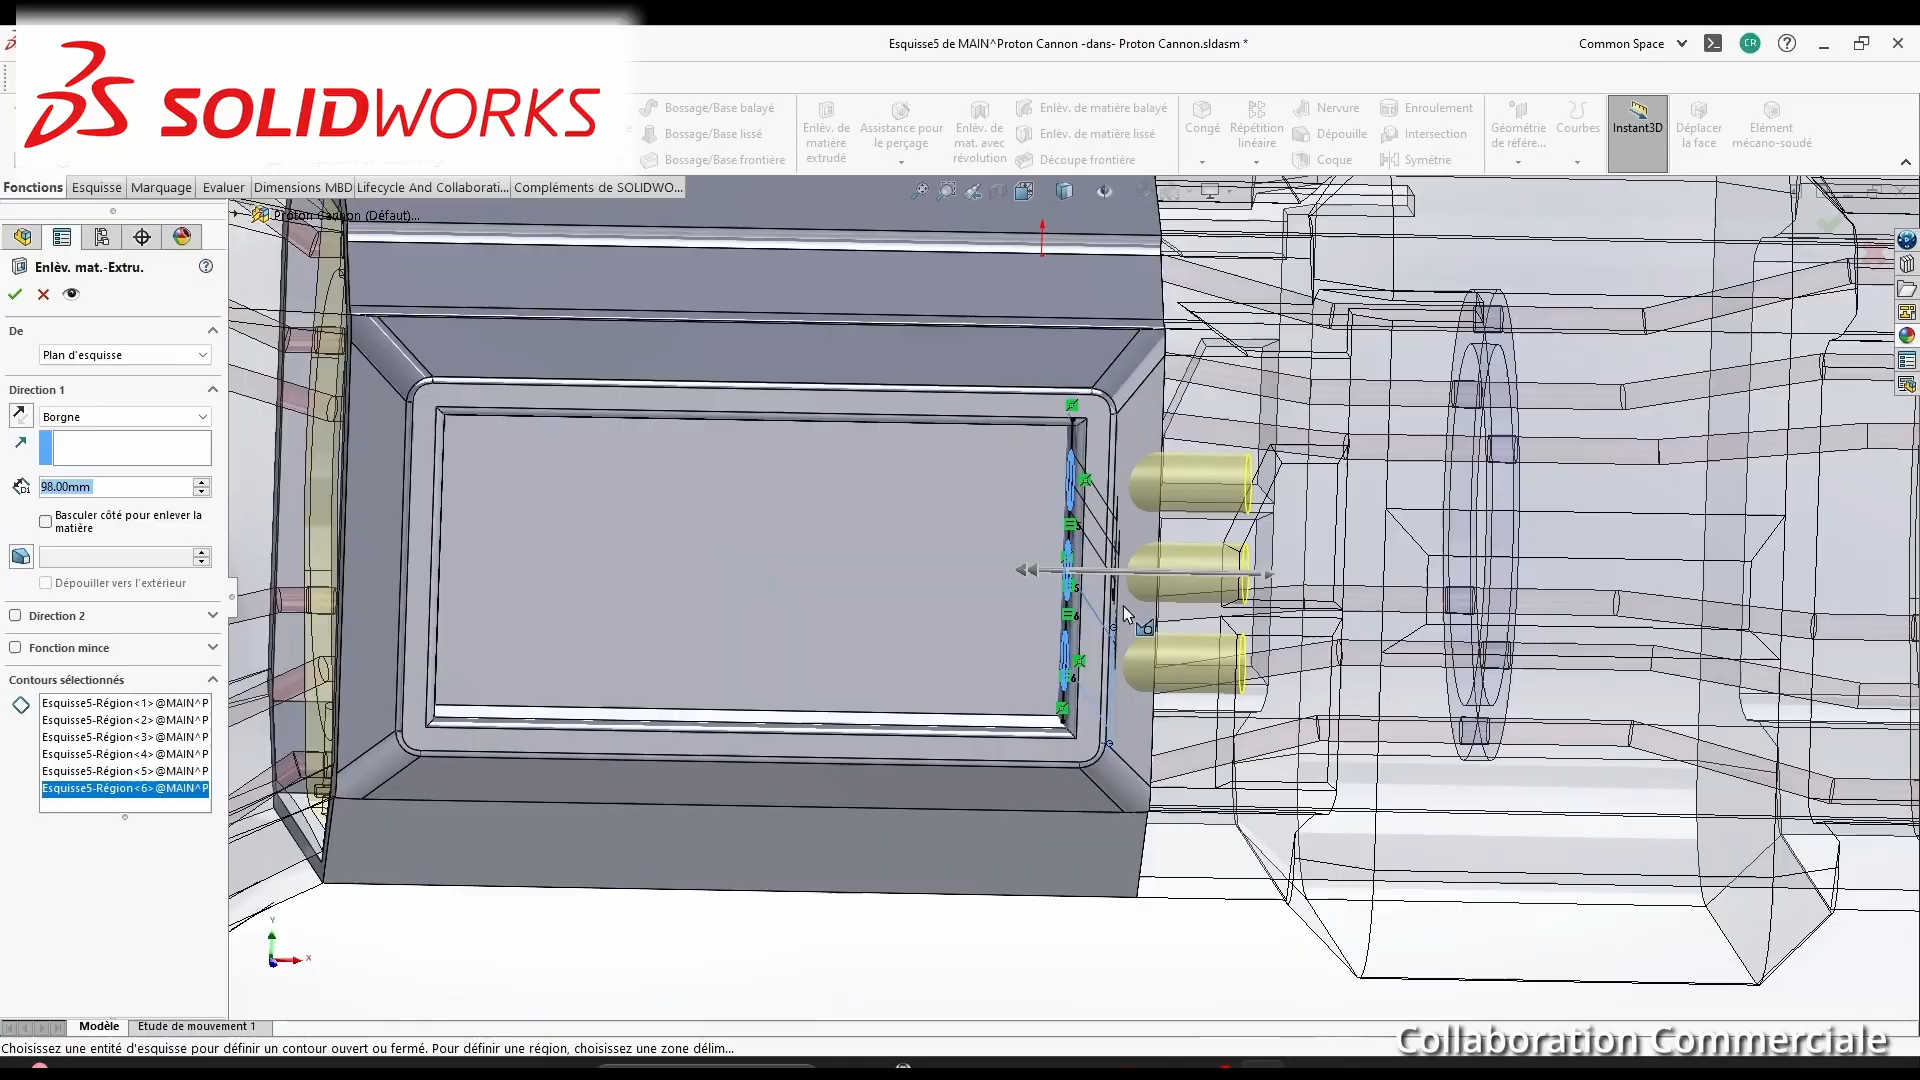 SOLIDWORKS
Esquisse5 de MAIN^Proton Cannon -dans- Proton Cannon.sldasm *
Common Space
CR
Bossage/Base balayé
Bossage/Base lissé
Bossage/Base frontière
Enlèv. de matière extrudé
Assistance pour le perçage
Enlèv. de mat. avec révolution
Enlèv. de matière balayé
Enlèv. de matière lissé
Découpe frontière
Congé
Répétition linéaire
Nervure
Dépouille
Coque
Enroulement
Intersection
Symétrie
Géométrie de référe...
Courbes
Instant3D
Déplacer la face
Elément mécano-soudé
Fonctions
Esquisse
Marquage
Evaluer
Dimensions MBD
Lifecycle And Collaborati...
Compléments de SOLIDWO...
Proton Cannon (Défaut)...
Enlèv. mat.-Extru.
De
Plan d'esquisse
Direction 1
Borgne
98.00mm
Basculer côté pour enlever la
matière
Dépouiller vers l'extérieur
Direction 2
Fonction mince
Contours sélectionnés
Esquisse5-Région<1>@MAIN^P
Esquisse5-Région<2>@MAIN^P
Esquisse5-Région<3>@MAIN^P
Esquisse5-Région<4>@MAIN^P
Esquisse5-Région<5>@MAIN^P
Esquisse5-Région<6>@MAIN^P
5
5
6
6
Y
X
Modèle
Etude de mouvement 1
Choisissez une entité d'esquisse pour définir un contour ouvert ou fermé. Pour définir une région, choisissez une zone délim...
Collaboration Commerciale